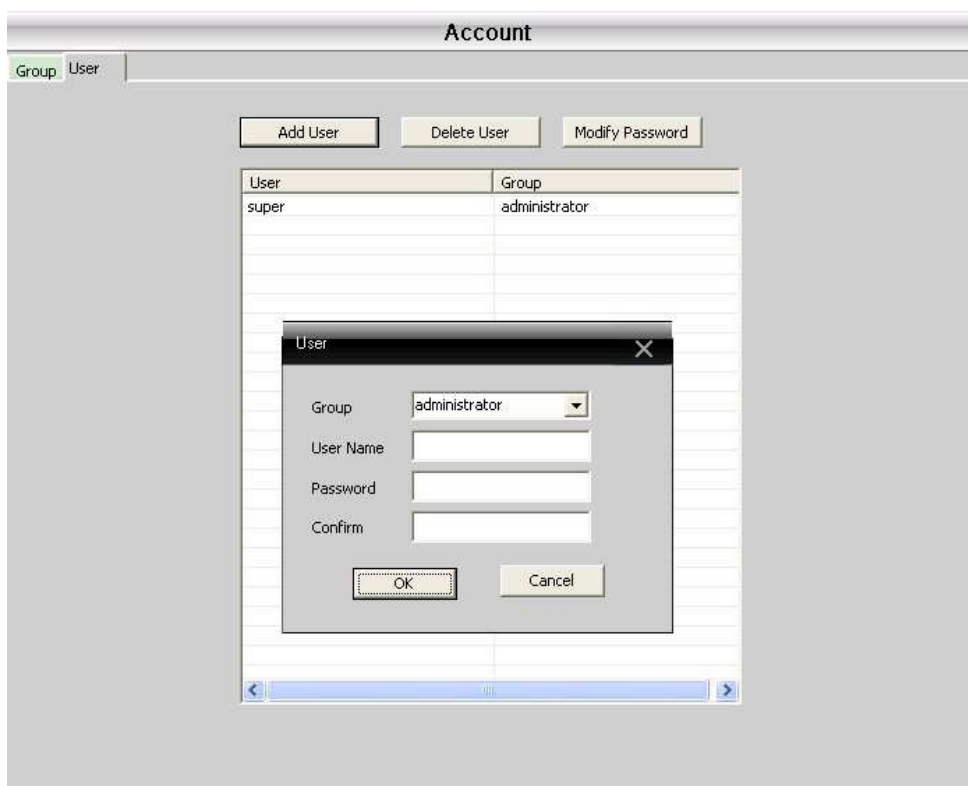 Account
Group User
Add User Delete User Modify Password
User Group
super administrator
User
Group administrator
User Name
Password
Confirm
OK Cancel